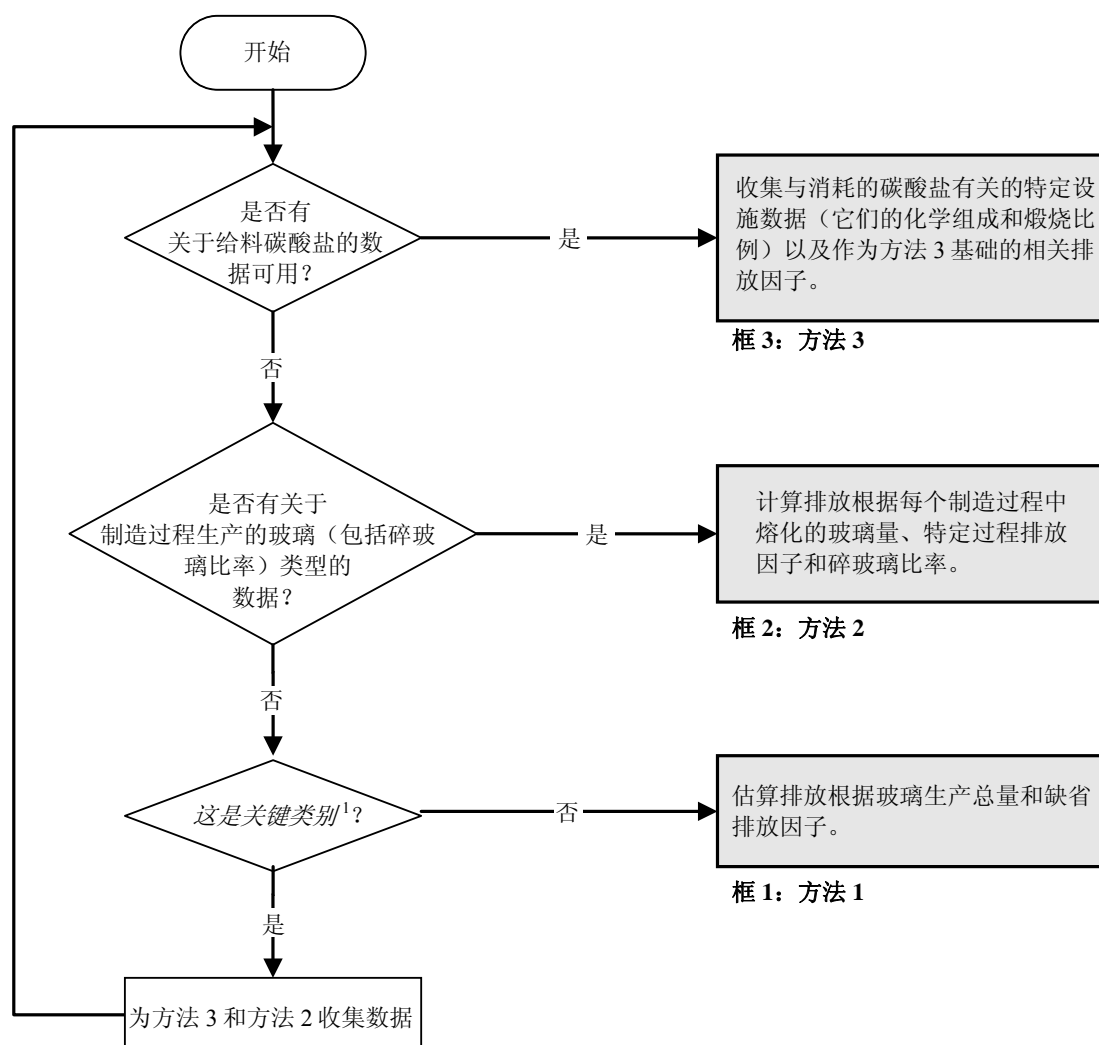 开始
是否有
关于给料碳酸盐的数
据可用？
是
收集与消耗的碳酸盐有关的特定设
施数据（它们的化学组成和煅烧比
例）以及作为方法 3 基础的相关排
放因子。
框 3：方法 3
否
是否有关于
制造过程生产的玻璃（包括碎玻
璃比率）类型的
数据？
是
计算排放根据每个制造过程中
熔化的玻璃量、特定过程排放
因子和碎玻璃比率。
框 2：方法 2
否
这是关键类别¹？
否
估算排放根据玻璃生产总量和缺省
排放因子。
框 1：方法 1
是
为方法 3 和方法 2 收集数据